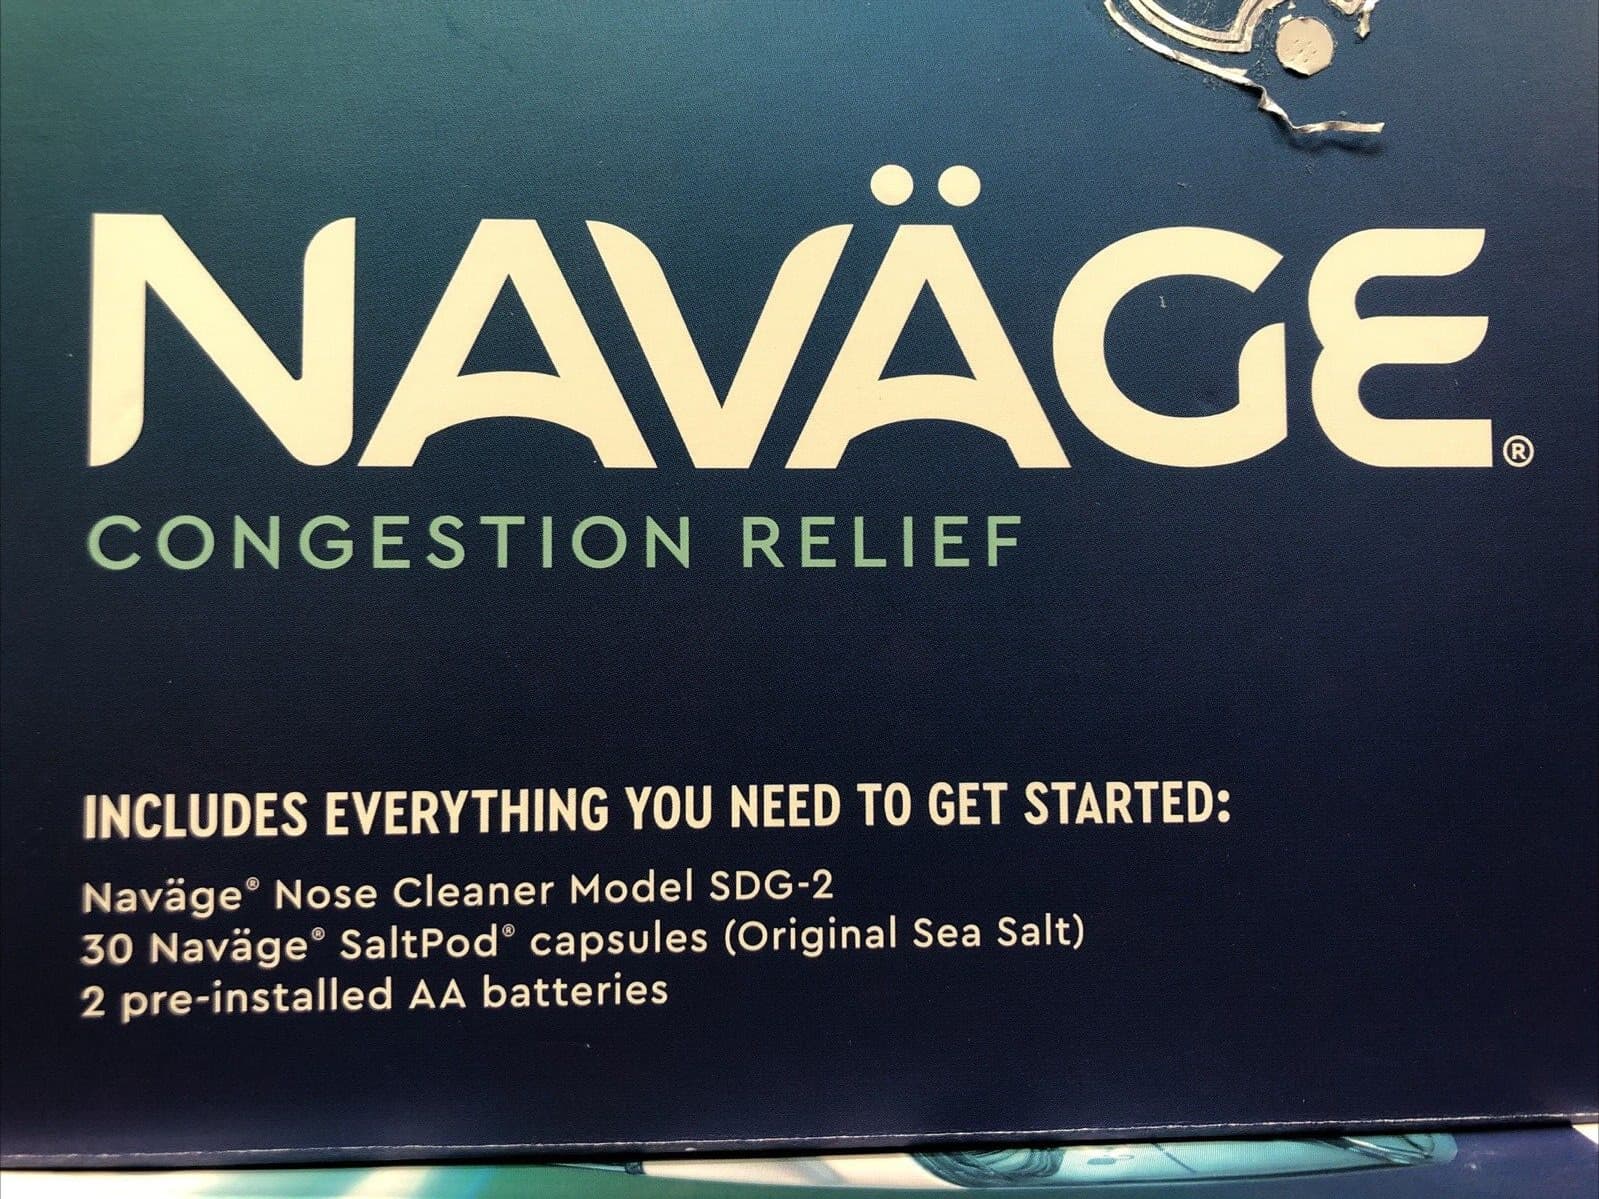 NAVÄGE®
CONGESTION RELIEF
INCLUDES EVERYTHING YOU NEED TO GET STARTED:
Naväge® Nose Cleaner Model SDG-2
30 Naväge® SaltPod® capsules (Original Sea Salt)
2 pre-installed AA batteries